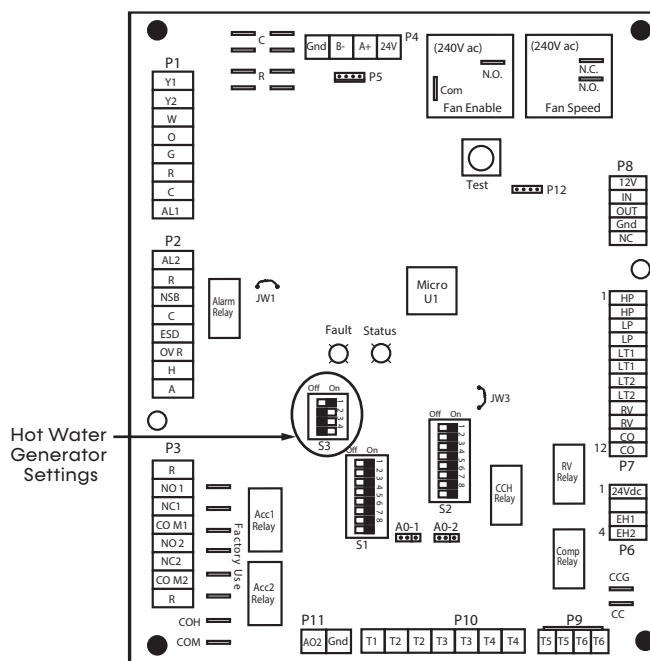 C
R
Gnd B- A+ 24V P4
P5
(240V ac)
N.O.
Com
Fan Enable
(240V ac)
N.C.
N.O.
Fan Speed
P1
Y1
Y2
W
O
G
R
C
AL1
Test
P12
P8
12V
IN
OUT
Gnd
NC
P2
AL2
R
NSB
C
ESD
OV R
H
A
Alarm
Relay
JW1
Micro
U1
Fault Status
1 HP
HP
LP
LP
LT1
LT1
LT2
LT2
RV
RV
CO
12 CO
P7
Off On
1
2
3
4
S3
JW3
Hot Water
Generator
Settings
Off On
1
2
3
4
5
6
7
8
S1
Off On
1
2
3
4
5
6
7
8
S2
A0-1 A0-2
CCH
Relay
RV
Relay
Comp
Relay
P3
R
NO 1
NC1
CO M1
NO 2
NC2
CO M2
R
Factory Use
Acc1
Relay
Acc2
Relay
COH
COM
1 24Vdc
EH1
4 EH2
P6
CCG
CC
P11
AO2 Gnd
P10
T1 T2 T2 T3 T3 T4 T4
P9
T5 T5 T6 T6